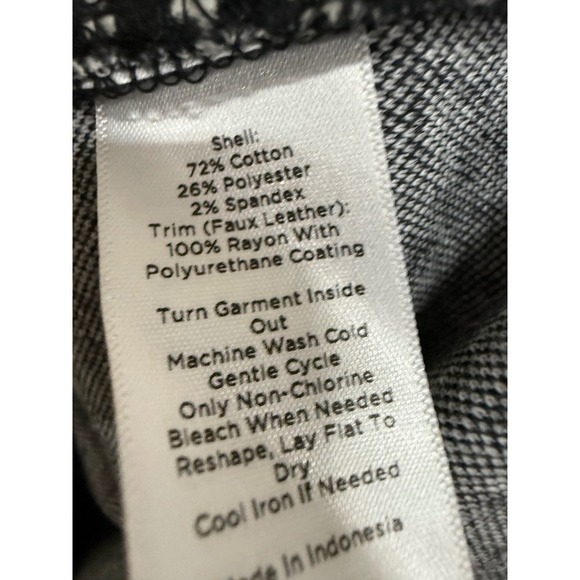 Shell:
72% Cotton
26% Polyester
2% Spandex
Trim (Faux Leather):
100% Rayon With
Polyurethane Coating
Turn Garment Inside
Out
Machine Wash Cold
Gentle Cycle
Only Non-Chlorine
Bleach When Needed
Reshape, Lay Flat To
Dry
Cool Iron If Needed
Made In Indonesia